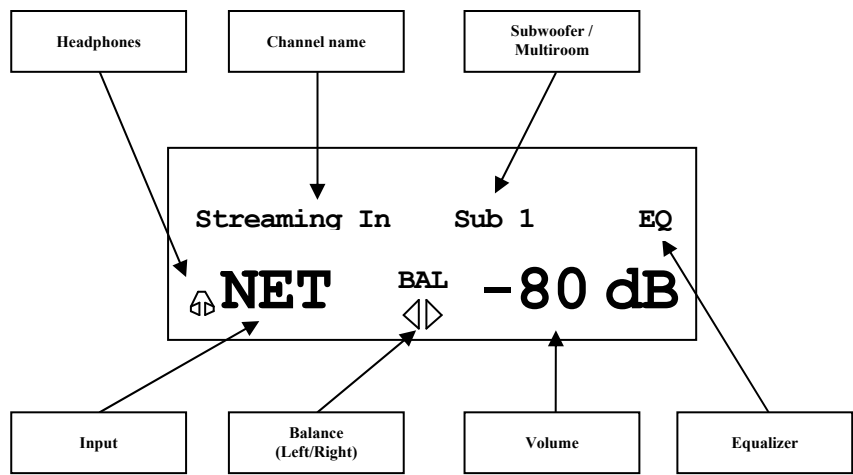 Headphones
Channel name
Subwoofer /
Multiroom
Streaming In Sub 1 EQ
NET BAL -80 dB
Input
Balance
(Left/Right)
Volume
Equalizer